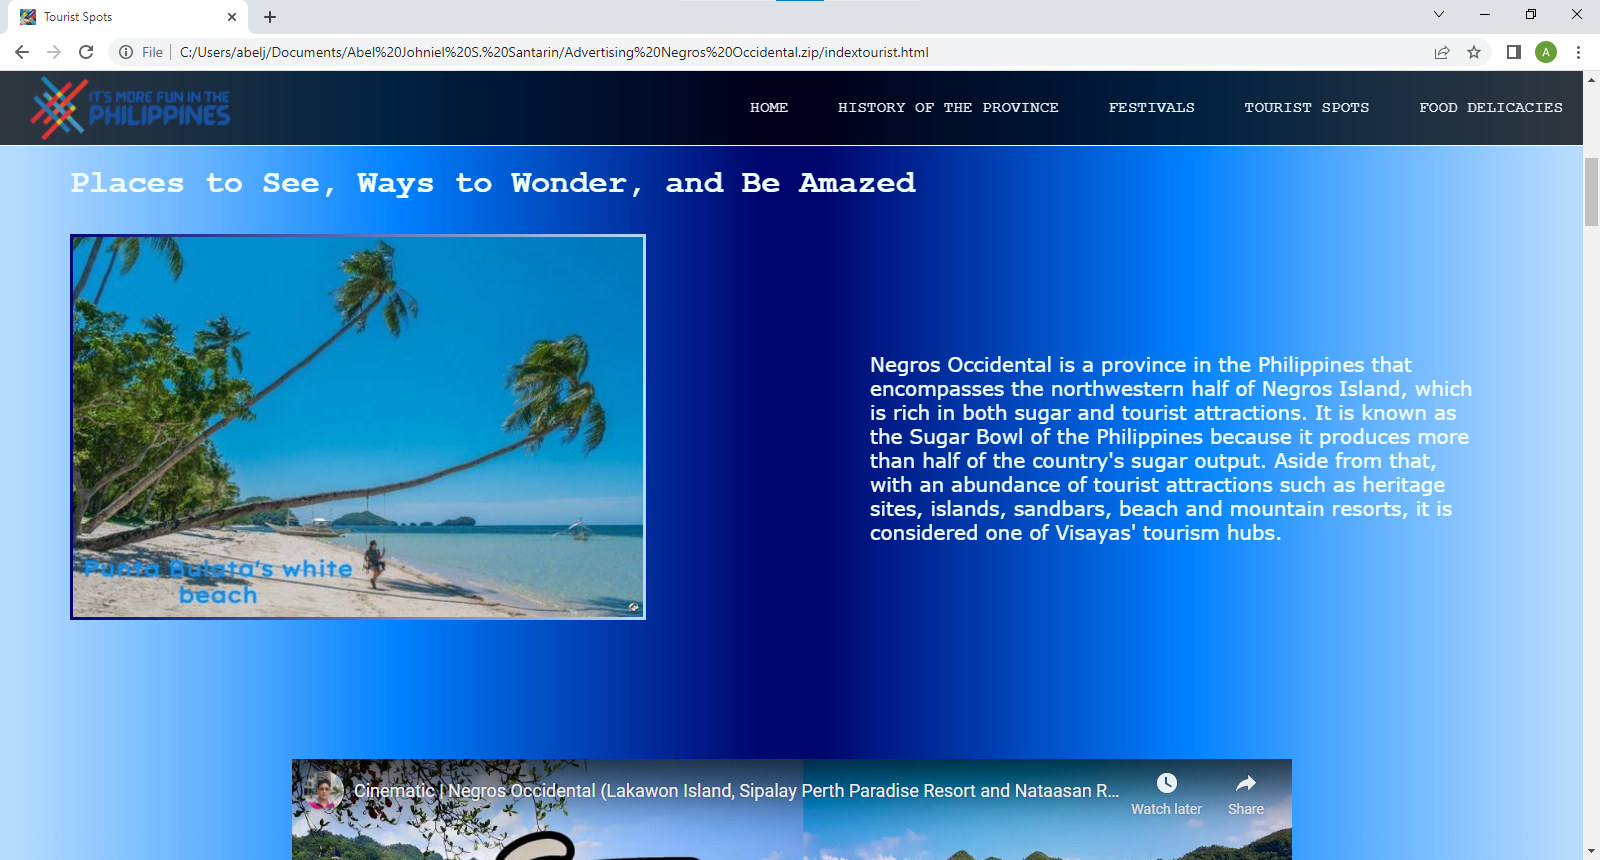 Tourist Spots
File
C:/Users/abelj/Documents/Abel%20Johniel%20S.%20Santarin/Advertising%20Negros%20Occidental.zip/indextourist.html
A
IT'S MORE FUN IN THE
PHILIPPINES
HOME
HISTORY OF THE PROVINCE
FESTIVALS
TOURIST SPOTS
FOOD DELICACIES
Places to See, Ways to Wonder, and Be Amazed
Punta Bulata's white
beach
Negros Occidental is a province in the Philippines that
encompasses the northwestern half of Negros Island, which
is rich in both sugar and tourist attractions. It is known as
the Sugar Bowl of the Philippines because it produces more
than half of the country's sugar output. Aside from that,
with an abundance of tourist attractions such as heritage
sites, islands, sandbars, beach and mountain resorts, it is
considered one of Visayas' tourism hubs.
Cinematic | Negros Occidental (Lakawon Island, Sipalay Perth Paradise Resort and Nataasan R...
Watch later
Share